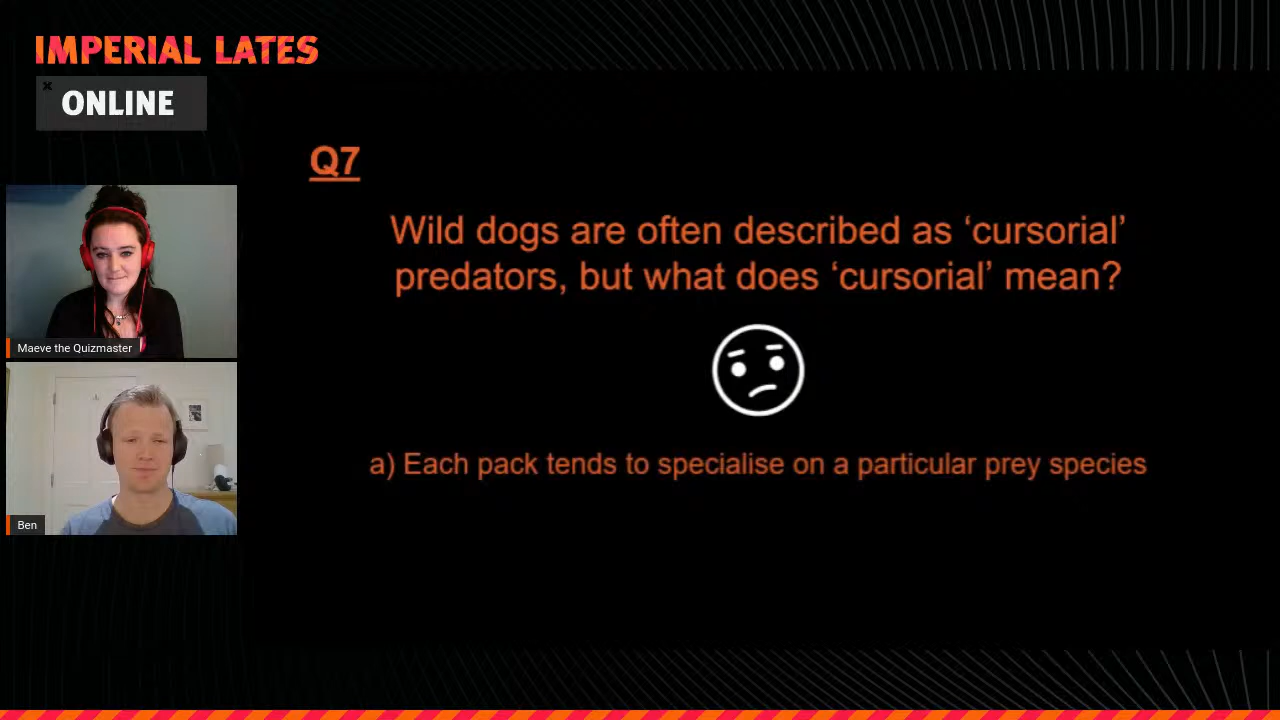 IMPERIAL LATES
ONLINE
Q7
Wild dogs are often described as ‘cursorial’
predators, but what does ‘cursorial’ mean?
a) Each pack tends to specialise on a particular prey species
Maeve the Quizmaster
Ben